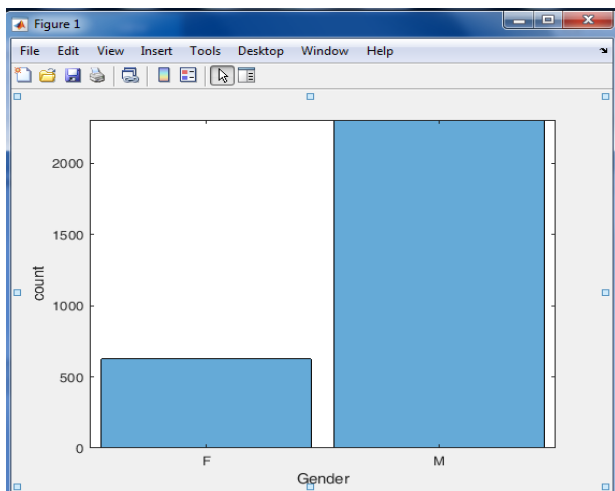 Figure 1
File Edit View Insert Tools Desktop Window Help
2000
1500
1000
500
0
count
F M
Gender